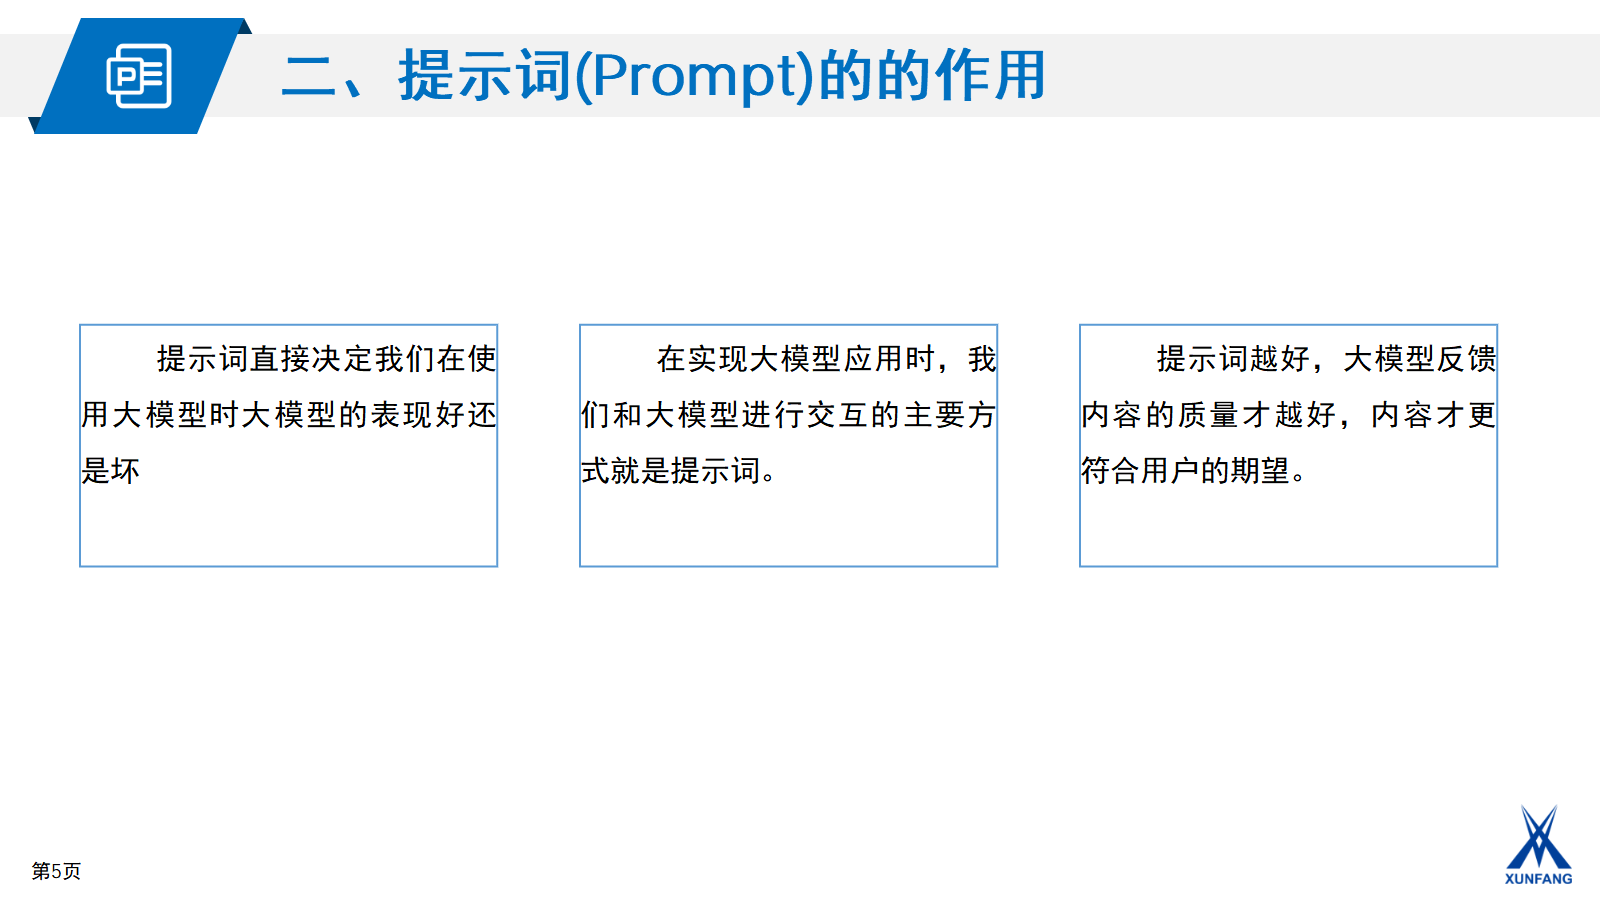 二、提示词(Prompt)的的作用
提示词直接决定我们在使
用大模型时大模型的表现好还
是坏
在实现大模型应用时，我
们和大模型进行交互的主要方
式就是提示词。
提示词越好，大模型反馈
内容的质量才越好，内容才更
符合用户的期望。
第5页
XUNFANG